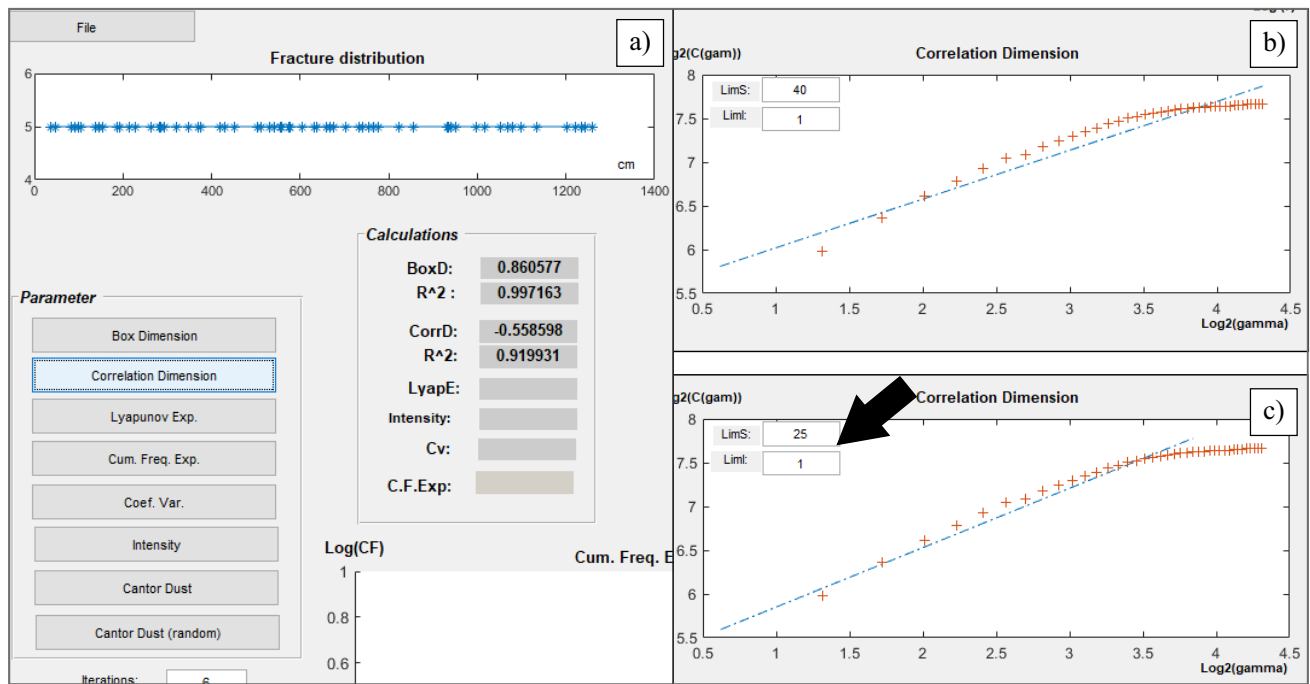 File
a)
Fracture distribution
6
5
4
0 200 400 600 800 1000 1200 1400
cm
Parameter
Box Dimension
Correlation Dimension
Lyapunov Exp.
Cum. Freq. Exp.
Coef. Var.
Intensity
Cantor Dust
Cantor Dust (random)
Iterations: 6
Calculations
BoxD: 0.860577
R^2 : 0.997163
CorrD: -0.558598
R^2: 0.919931
LyapE:
Intensity:
Cv:
C.F.Exp:
Log(CF)
Cum. Freq. E
1
0.8
0.6
b)
g2(C(gam))
Correlation Dimension
LimS: 40
LimI: 1
8
7.5
7
6.5
6
5.5
0.5 1 1.5 2 2.5 3 3.5 4 4.5
Log2(gamma)
c)
g2(C(gam))
Correlation Dimension
LimS: 25
LimI: 1
8
7.5
7
6.5
6
5.5
0.5 1 1.5 2 2.5 3 3.5 4 4.5
Log2(gamma)